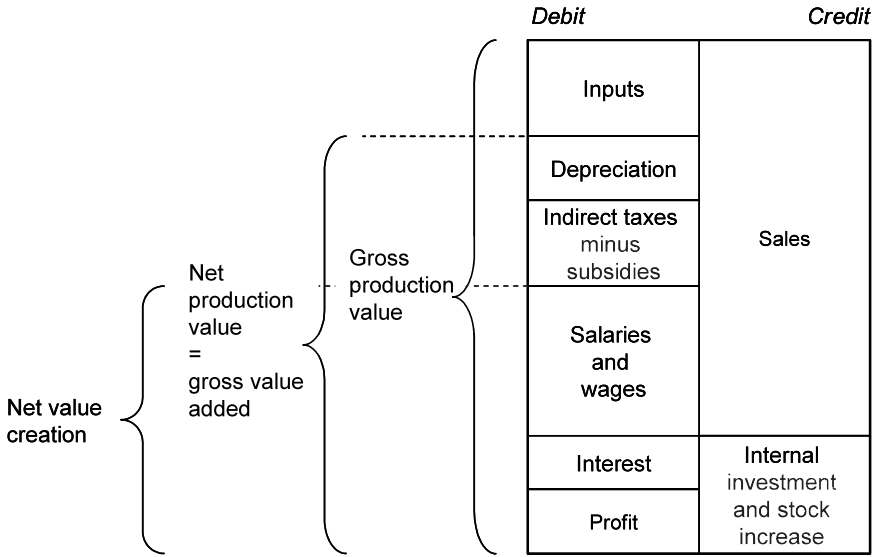 Debit
Credit
Inputs
Depreciation
Indirect taxes
minus
subsidies
Sales
Gross
production
value
Net
production
value
=
gross value
added
Salaries
and
wages
Net value
creation
Interest
Profit
Internal
investment
and stock
increase